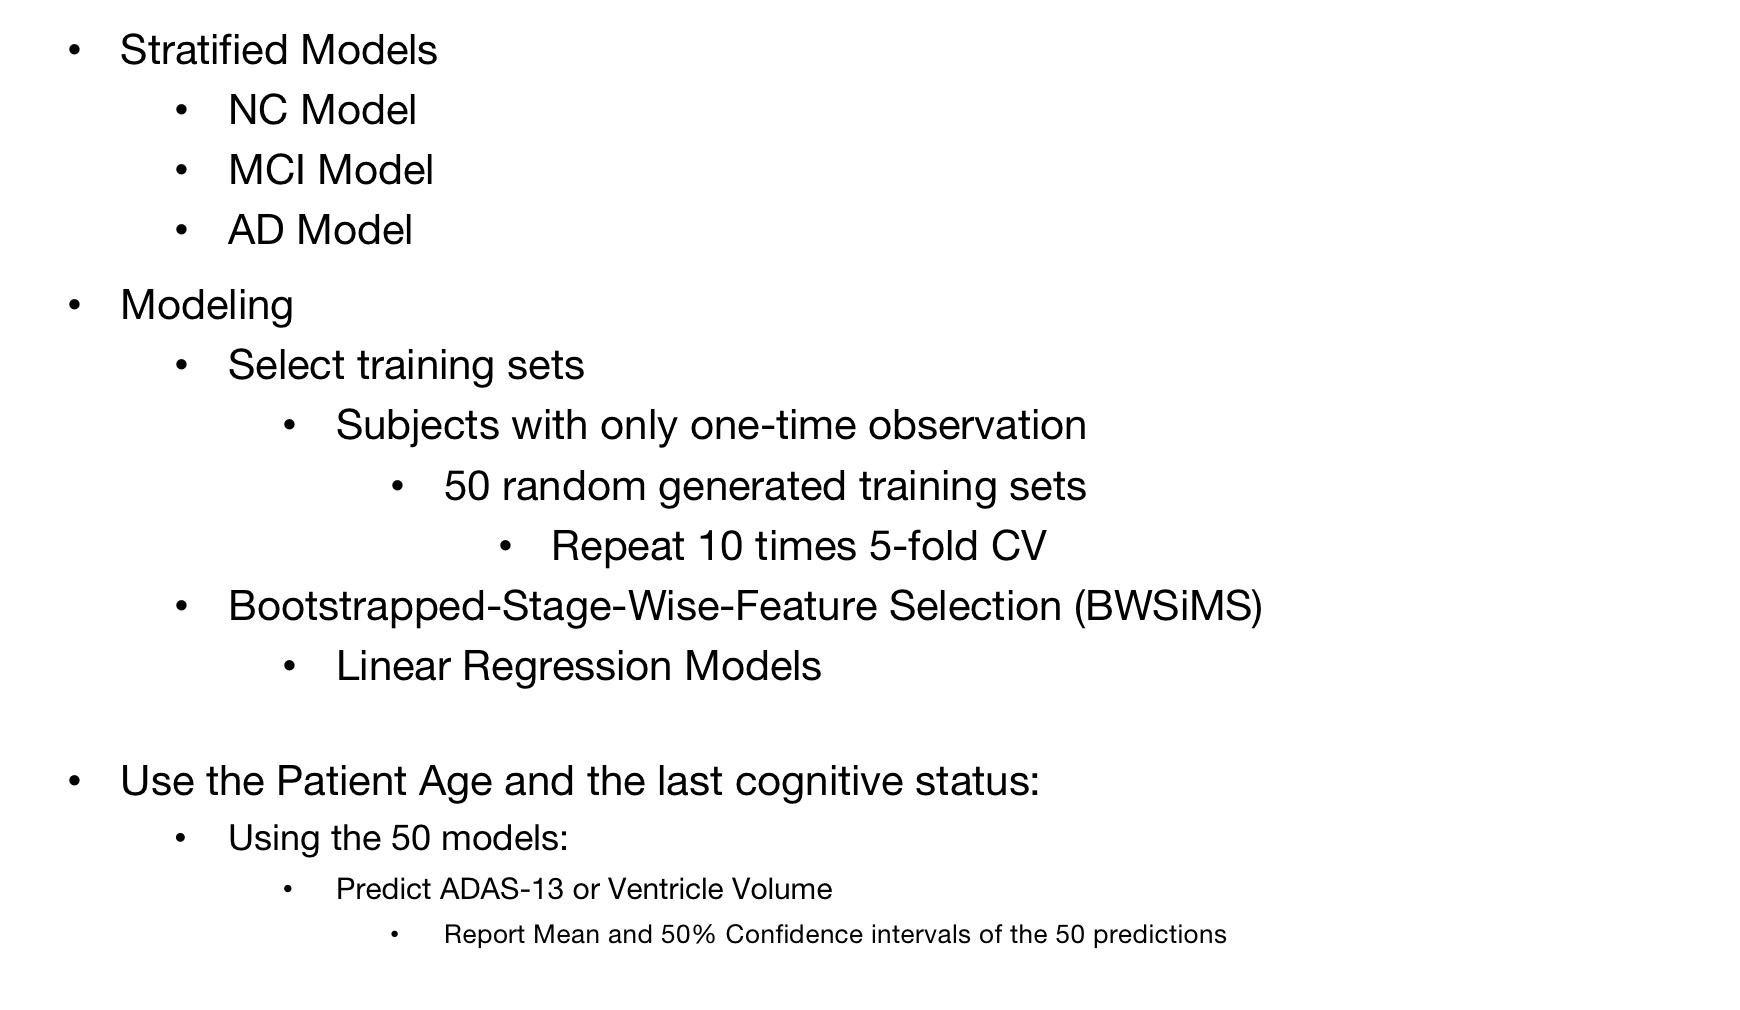 • Stratified Models
• NC Model
• MCI Model
• AD Model
• Modeling
• Select training sets
• Subjects with only one-time observation
• 50 random generated training sets
• Repeat 10 times 5-fold CV
• Bootstrapped-Stage-Wise-Feature Selection (BWSiMS)
• Linear Regression Models
• Use the Patient Age and the last cognitive status:
• Using the 50 models:
• Predict ADAS-13 or Ventricle Volume
• Report Mean and 50% Confidence intervals of the 50 predictions